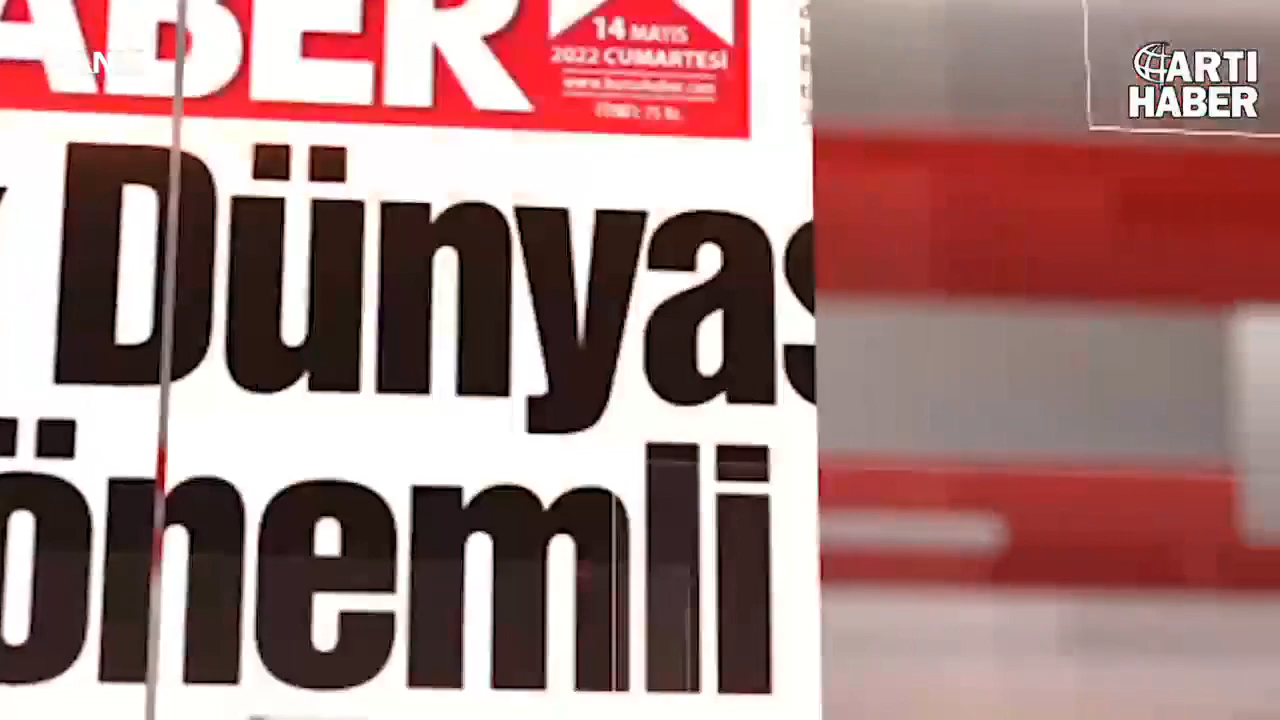 ABER
14 MAYIS
2022 CUMARTESİ
ARTI
HABER
Dünyas
önemli